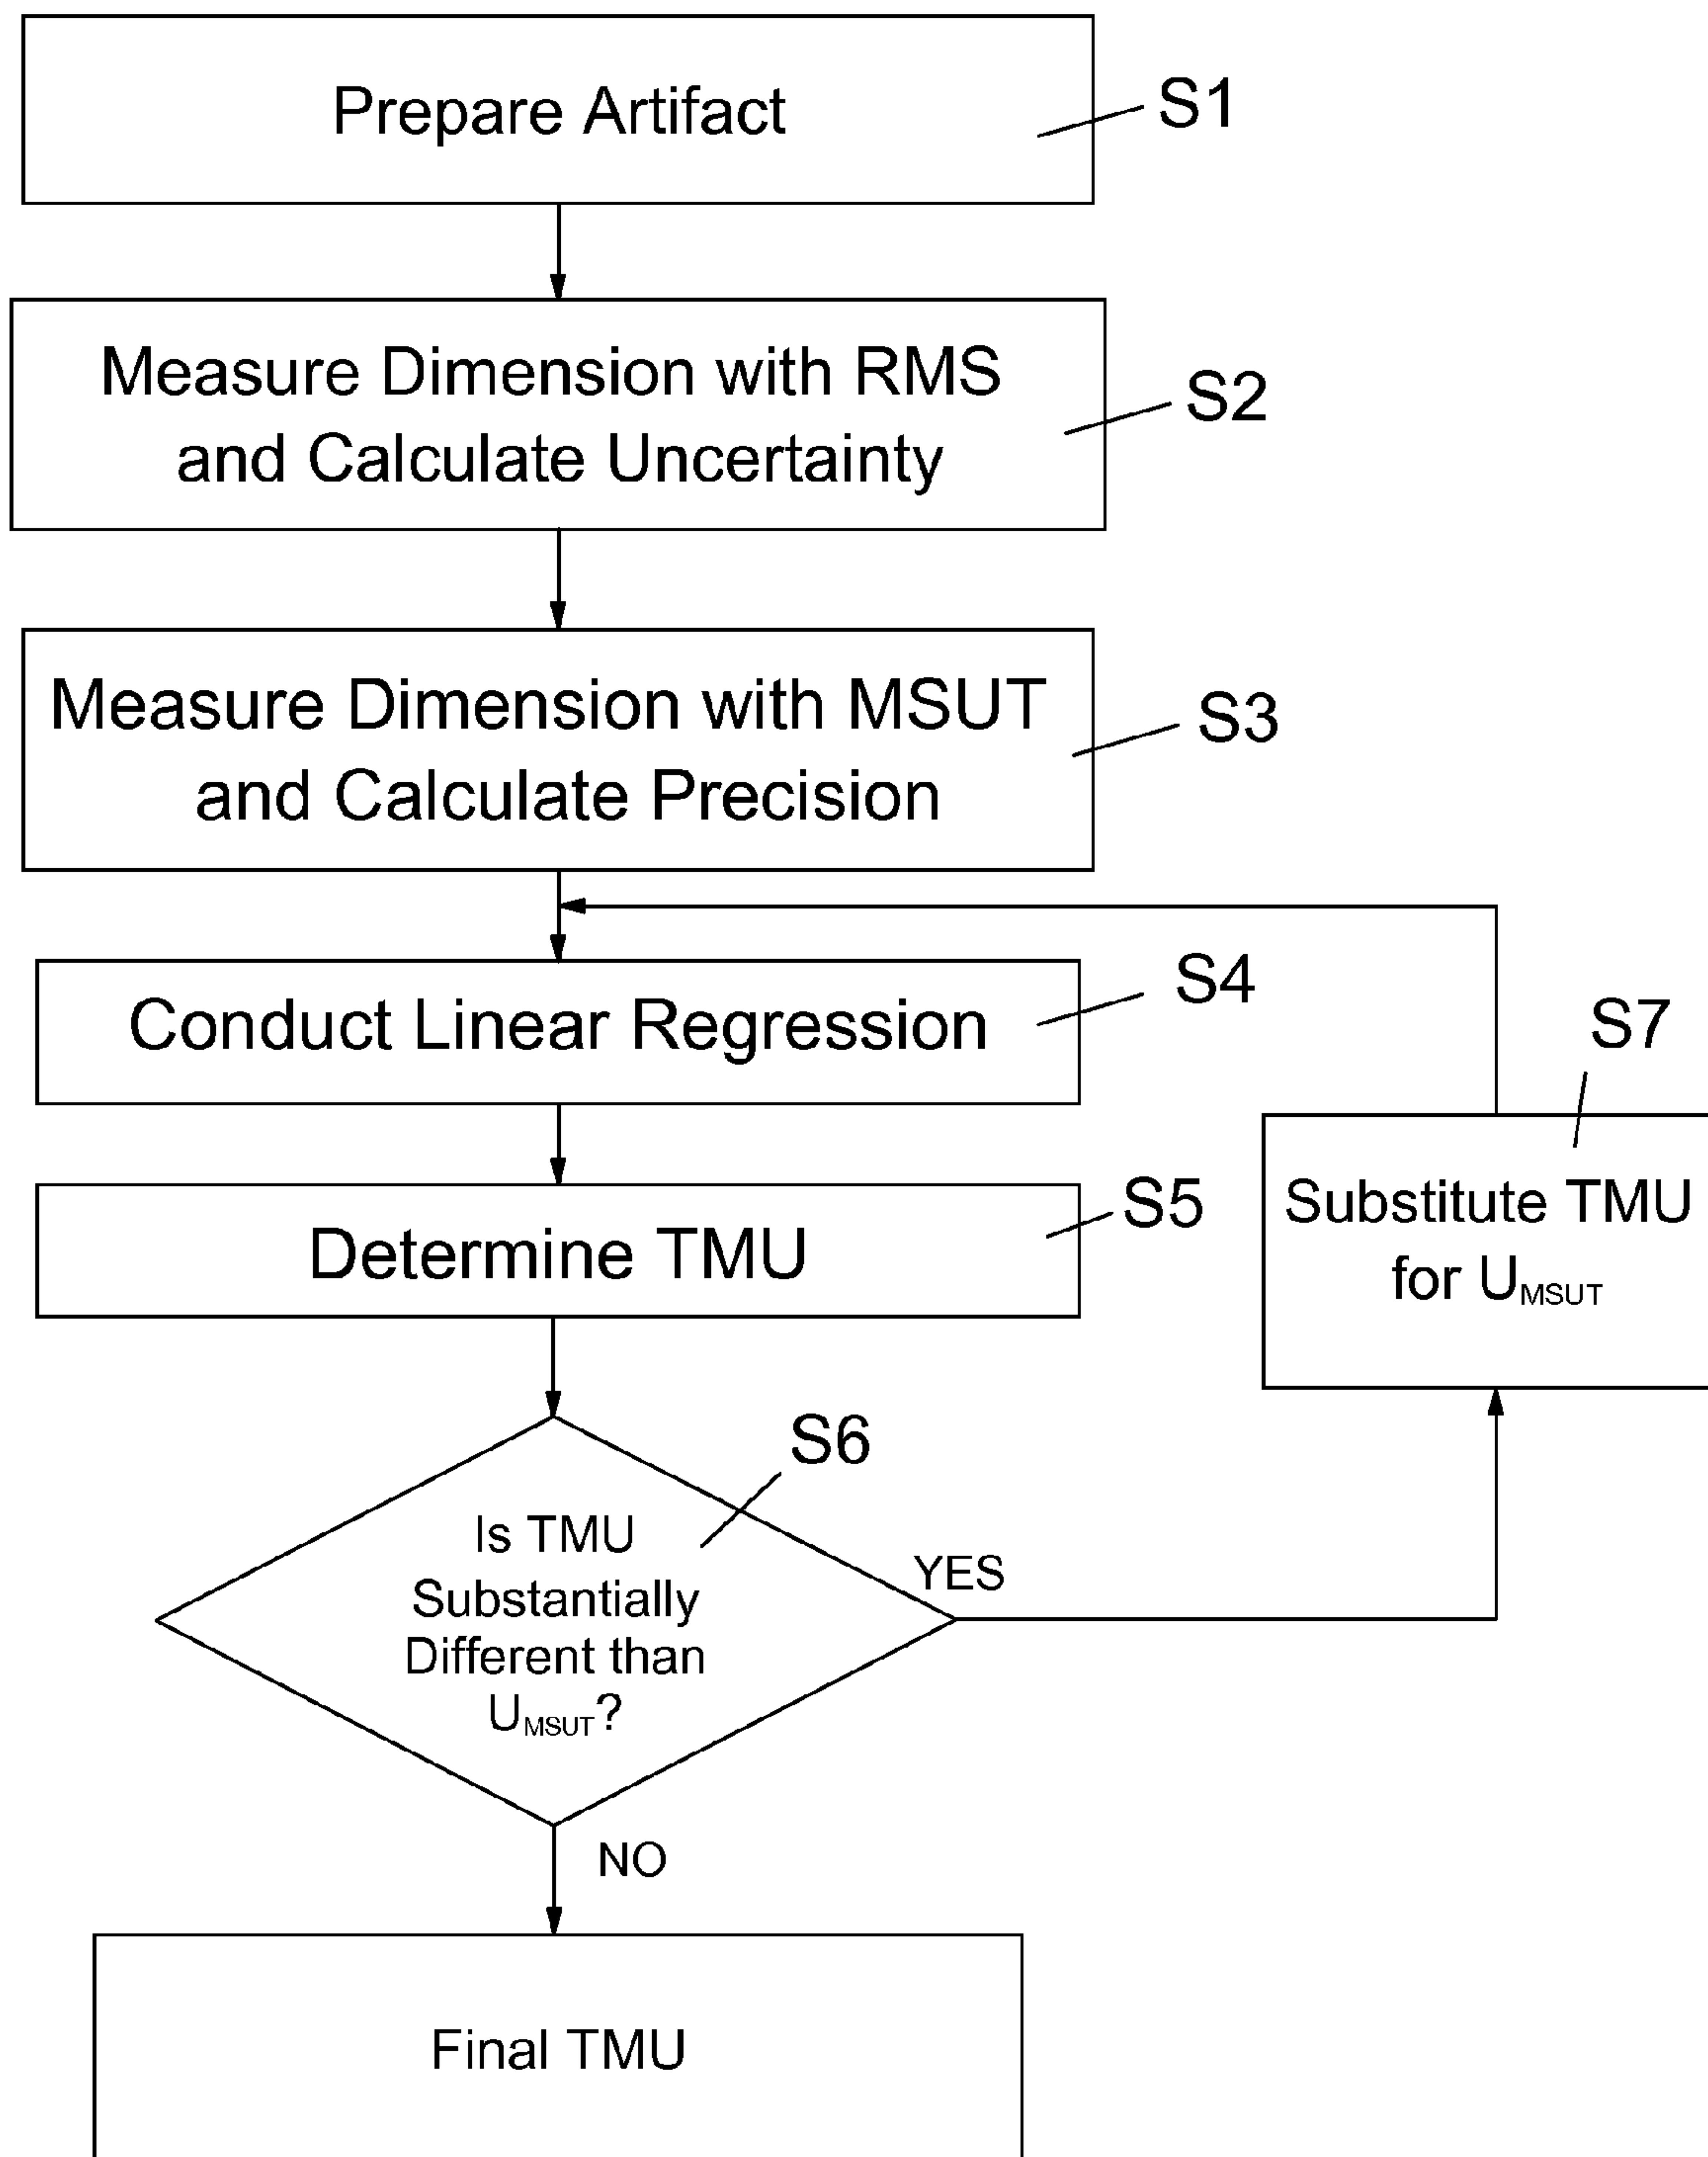 Prepare Artifact
S1
Measure Dimension with RMS
and Calculate Uncertainty
S2
Measure Dimension with MSUT
and Calculate Precision
S3
Conduct Linear Regression
S4
Determine TMU
S5
S7
Substitute TMU
for UMSUT
S6
Is TMU
Substantially
Different than
UMSUT?
YES
NO
Final TMU